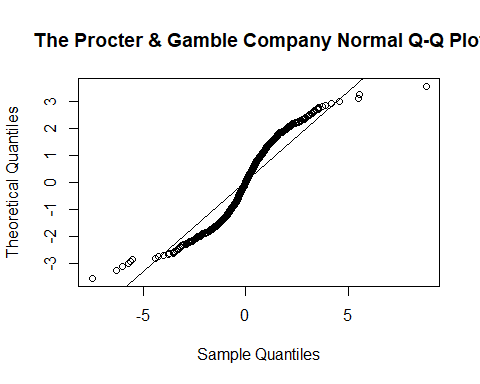 The Procter & Gamble Company Normal Q-Q Plo
Theoretical Quantiles
3
2
1
0
-1
-2
-3
-5 0 5
Sample Quantiles